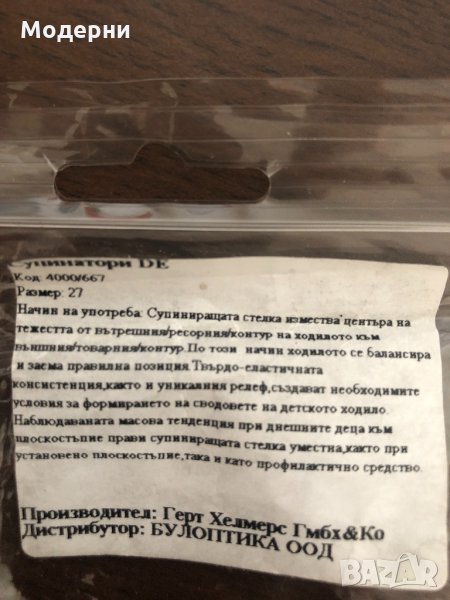 Модерни
Супинатори DE
Код 4000/667
Размер: 27
Начин на употреба: Супиниращата стелка измества центъра на
тежестта от вътрешния/ресорния/контур на ходилото към
външния/товарния/контур.По този начин ходилото се балансира
и заема правилна позиция.Твърдо-еластичната
консистенция,както и уникалния релеф,създават необходимите
условия за формирането на сводовете на детското ходило.
Наблюдаваната масова тенденция при днешните деца към
плоскостъпие прави супиниращата стелка уместна,както при
установено плоскостъпие,така и като профилактично средство.
Производител: Герт Хелмерс Гмбх&Ко
Дистрибутор: БУЛОПТИКА ООД
BAZAR